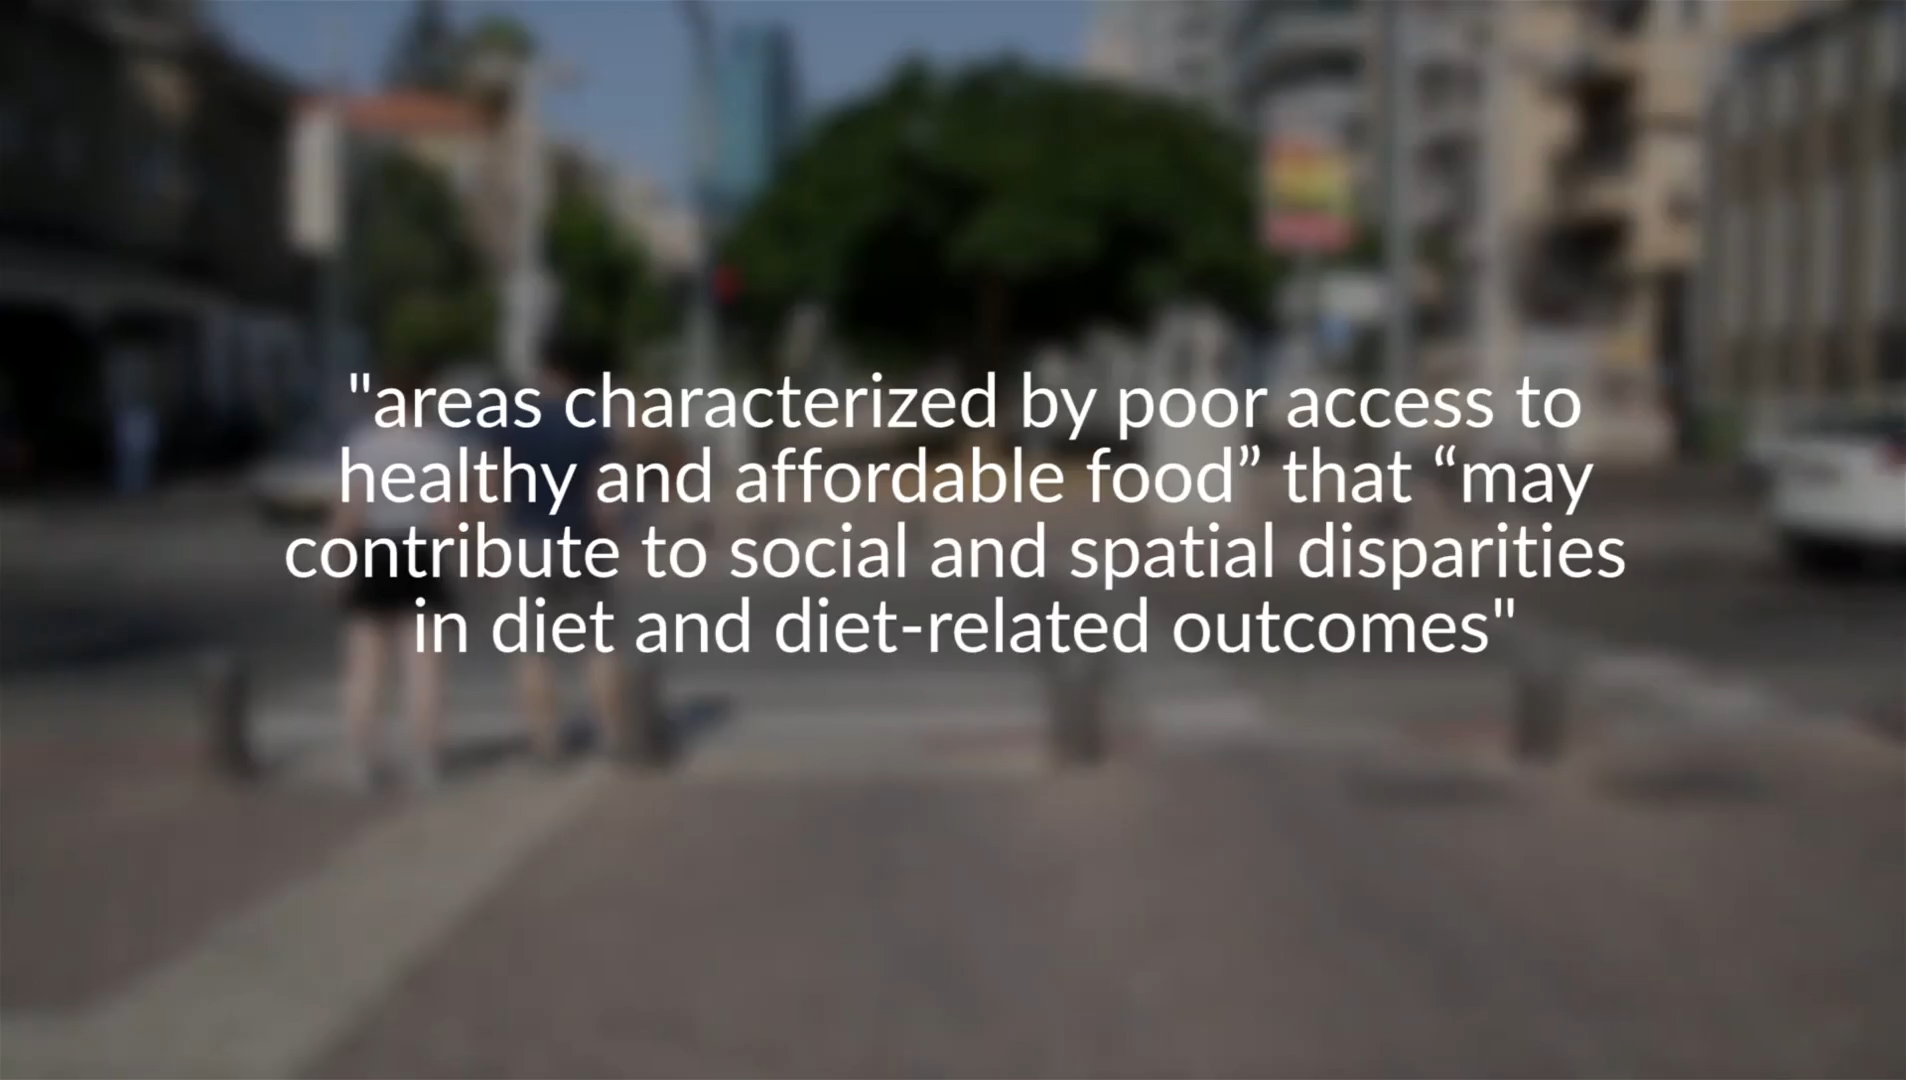 "areas characterized by poor access to
healthy and affordable food” that “may
contribute to social and spatial disparities
in diet and diet-related outcomes"